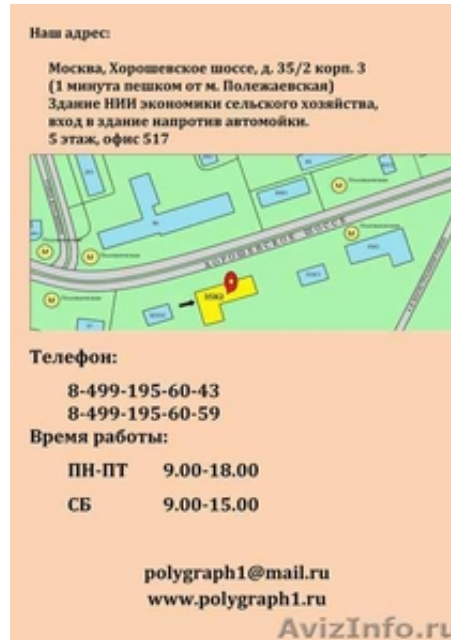 Наш адрес:
Москва, Хорошевское шоссе, д. 35/2 корп. 3
(1 минута пешком от м. Полежаевская)
Здание НИИ экономики сельского хозяйства,
вход в здание напротив автомойки.
5 этаж, офис 517
ХОРОШЕВСКОЕ ШОССЕ
Телефон:
8-499-195-60-43
8-499-195-60-59
Время работы:
ПН-ПТ 9.00-18.00
СБ 9.00-15.00
polygraph1@mail.ru
www.polygraph1.ru
AvizInfo.ru